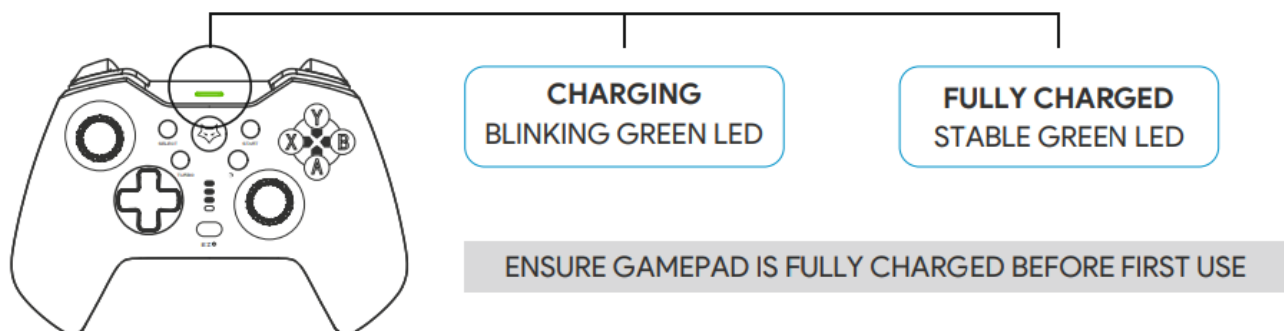 CHARGING
BLINKING GREEN LED
FULLY CHARGED
STABLE GREEN LED
SELECT
START
Y
X
B
A
TURBO
ENSURE GAMEPAD IS FULLY CHARGED BEFORE FIRST USE